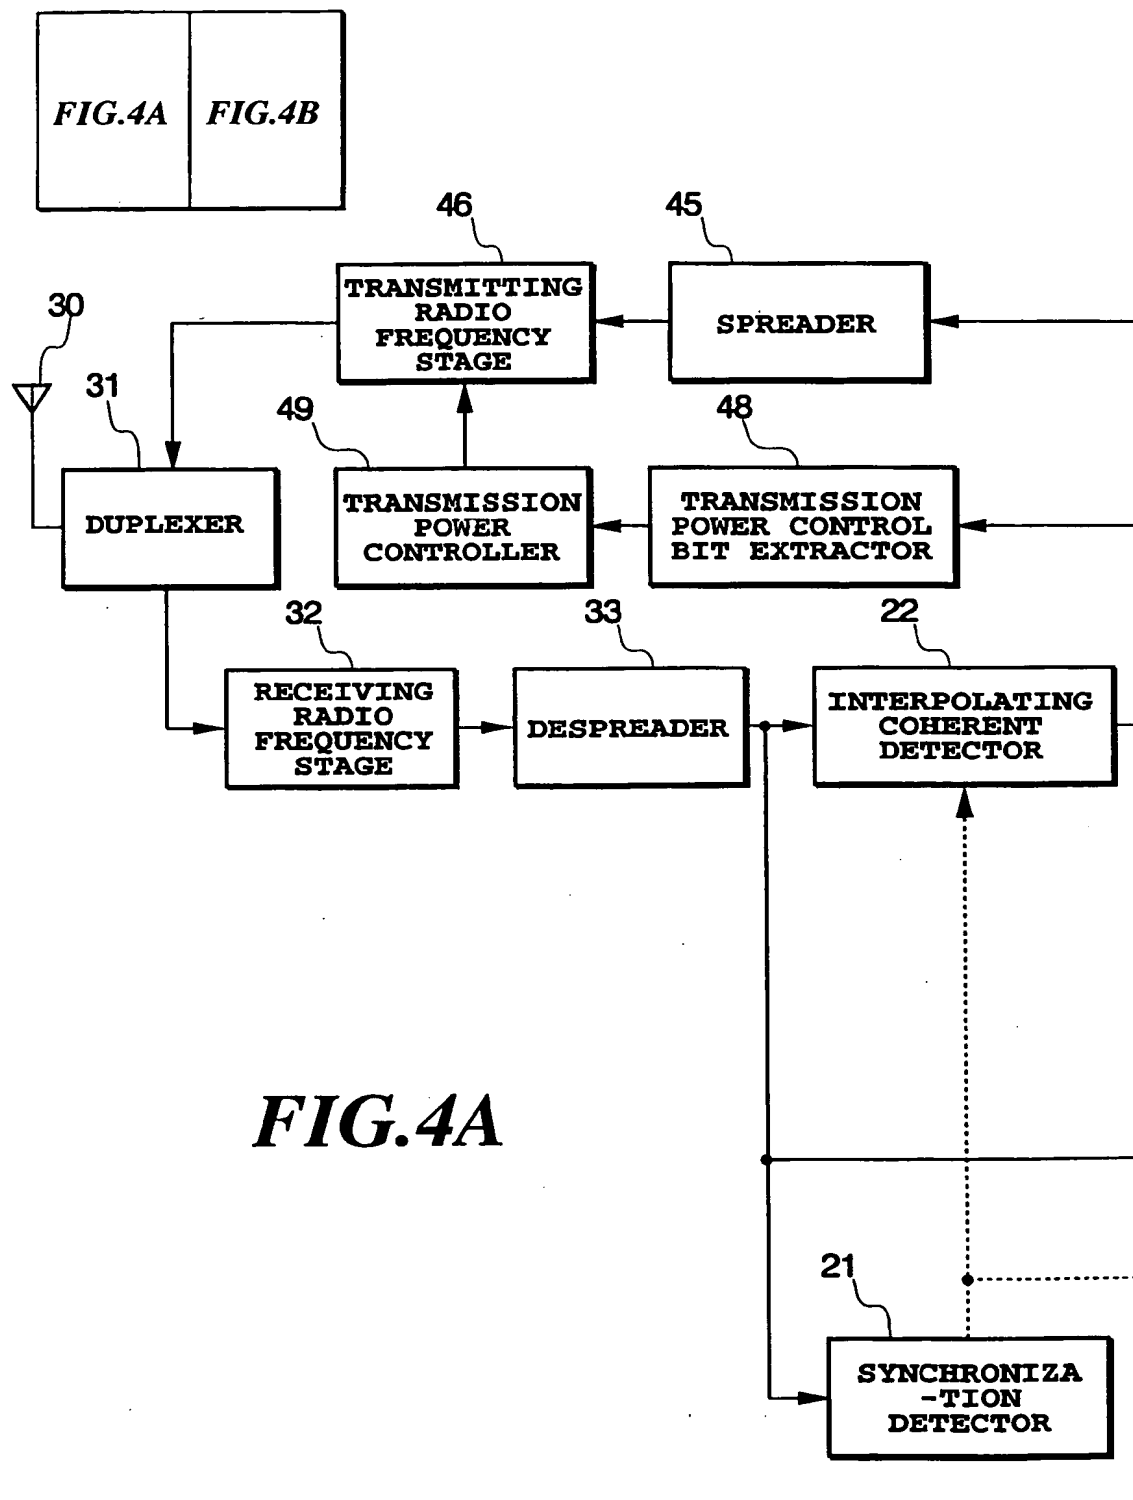 FIG.4A FIG.4B
46
45
TRANSMITTING
RADIO
FREQUENCY
STAGE
SPREADER
30
31
49
48
DUPLEXER
TRANSMISSION
POWER
CONTROLLER
TRANSMISSION
POWER CONTROL
BIT EXTRACTOR
32
33
22
RECEIVING
RADIO
FREQUENCY
STAGE
DESPREADER
INTERPOLATING
COHERENT
DETECTOR
FIG.4A
21
SYNCHRONIZA
-TION
DETECTOR